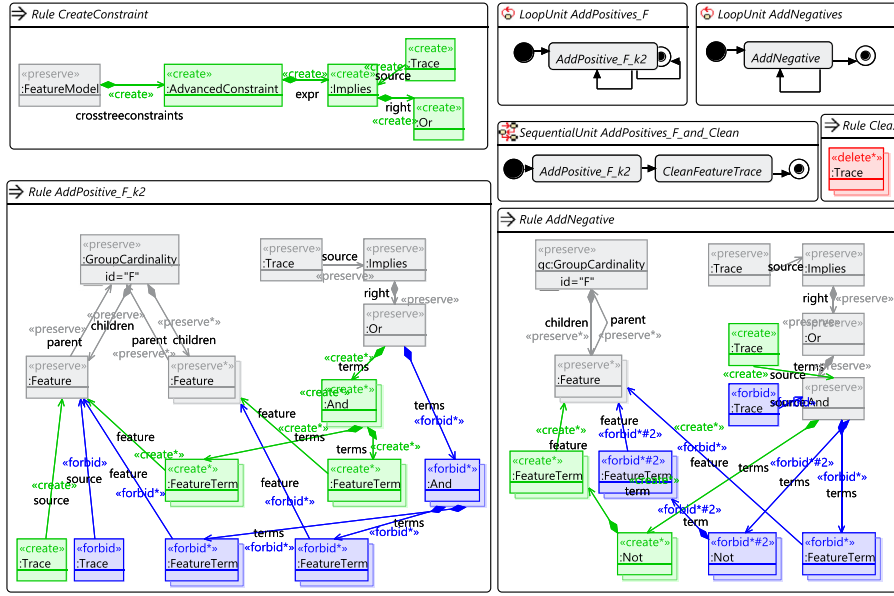 Rule CreateConstraint
«preserve»
:FeatureModel
«create»
crosstreeconstraints
«create»
:AdvancedConstraint
«create»
expr
«create»
:Implies
«create»
source
«create»
:Trace
right
«create»
«create»
:Or
LoopUnit AddPositives_F
AddPositive_F_k2
LoopUnit AddNegatives
AddNegative
SequentialUnit AddPositives_F_and_Clean
AddPositive_F_k2
CleanFeatureTrace
Rule Clea
«delete*»
:Trace
Rule AddPositive_F_k2
«preserve»
:GroupCardinality
id="F"
«preserve»
:Trace
source
«preserve»
«preserve»
:Implies
right
«preserve»
«preserve»
:Or
«preserve»
parent
«preserve»
children
parent
«preserve*»
«preserve*»
children
«preserve»
:Feature
«preserve*»
:Feature
«create*»
terms
«create*»
:And
«create»
feature
terms
«forbid*»
feature
«create*»
«create*»
terms
terms
«create*»
«create*»
:FeatureTerm
«create*»
:FeatureTerm
«forbid*»
:And
«create»
source
«forbid»
source
feature
«forbid*»
feature
«forbid*»
terms
«forbid*»
terms
«forbid*»
«create»
:Trace
«forbid»
:Trace
«forbid*»
:FeatureTerm
«forbid*»
:FeatureTerm
Rule AddNegative
«preserve»
gc:GroupCardinality
id="F"
«preserve»
:Trace
source
«preserve»
:Implies
right
«preserve»
«preserve»
:Or
children
«preserve»
parent
«preserve*»
«preserve*»
:Feature
«create»
:Trace
terms
«preserve»
«create»
source
«preserve»
:And
«forbid»
:Trace
source
«forbid»
«create*»
feature
feature
«forbid*#2»
«create*»
«forbid*»
feature
«create*»
:FeatureTerm
«forbid*#2»
:FeatureTerm
«create*»
term
terms
«forbid*#2»
terms
«forbid*»
terms
«forbid*#2»
term
«create*»
:Not
«forbid*#2»
:Not
«forbid*»
:FeatureTerm